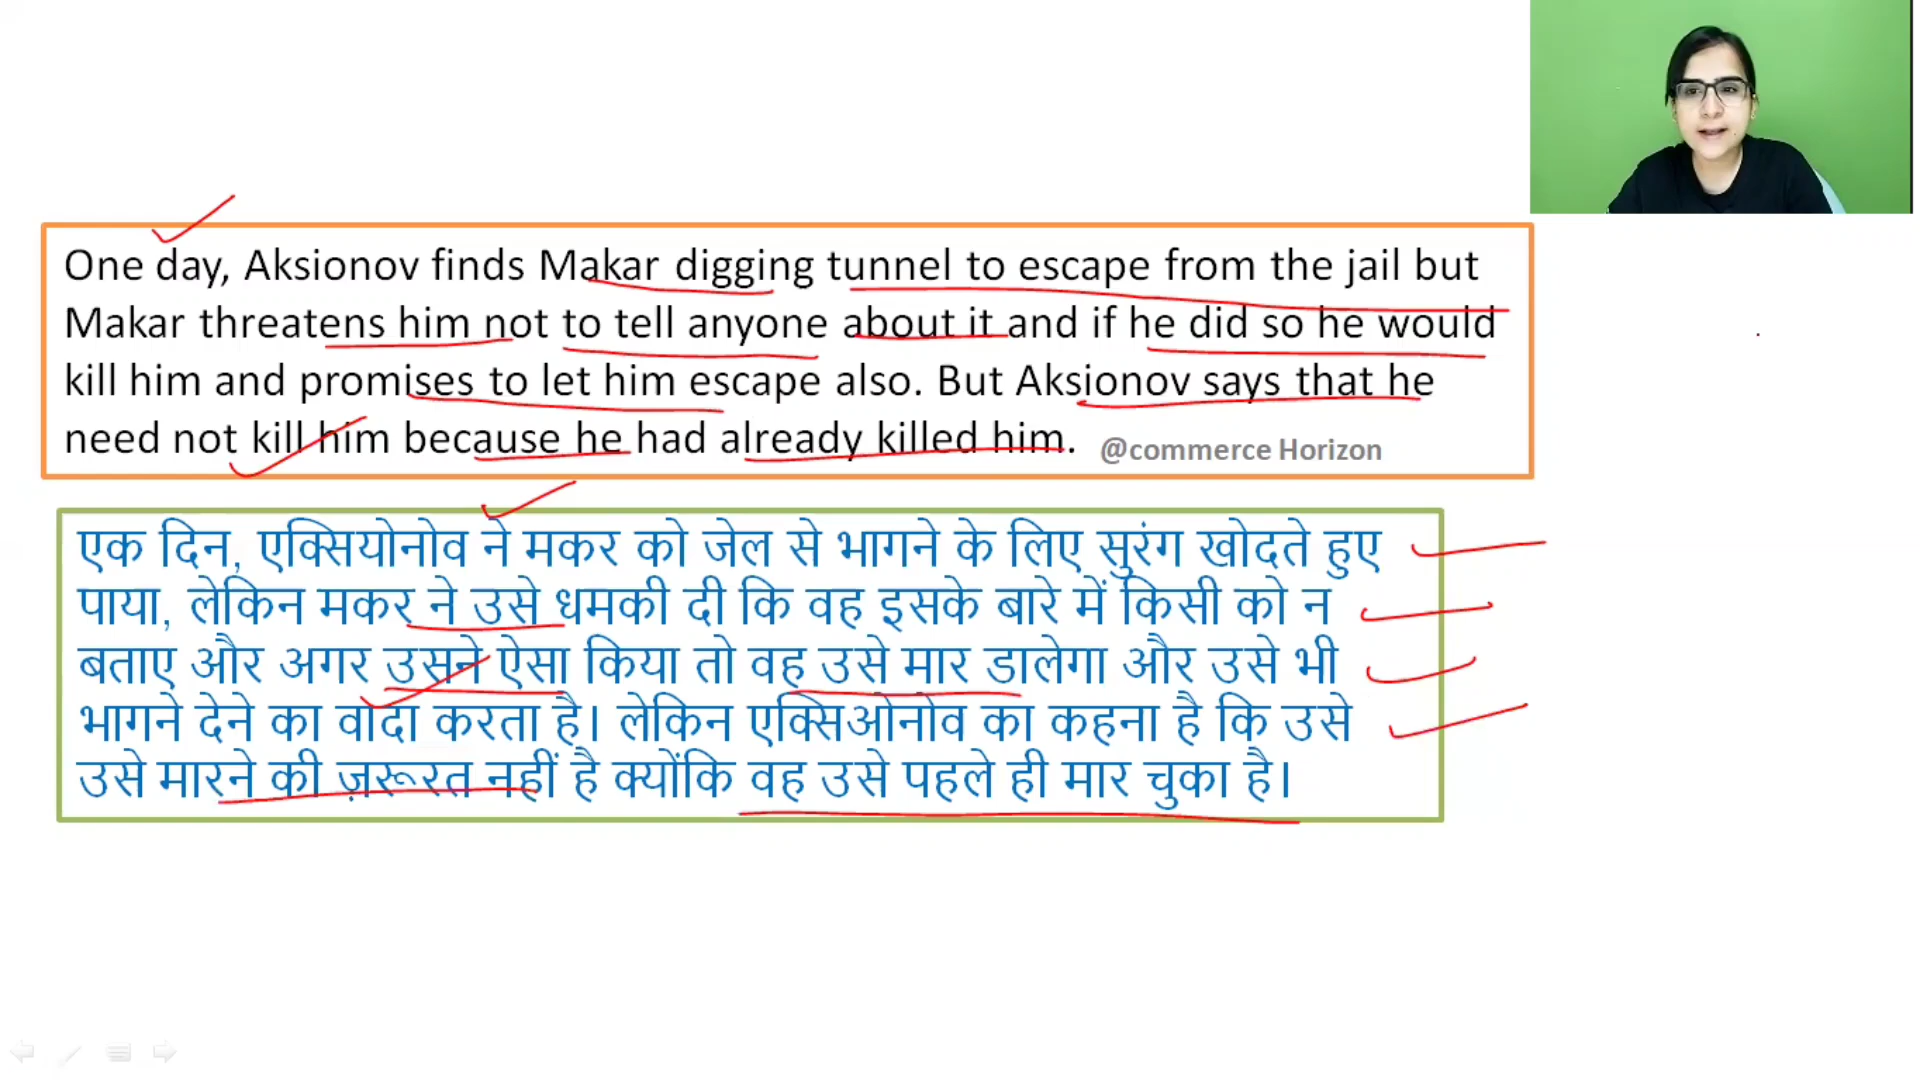 One day, Aksionov finds Makar digging tunnel to escape from the jail but
Makar threatens him not to tell anyone about it and if he did so he would
kill him and promises to let him escape also. But Aksionov says that he
need not kill him because he had already killed him. @commerce Horizon
एक दिन, एक्सियोनोव ने मकर को जेल से भागने के लिए सुरंग खोदते हुए
पाया, लेकिन मकर ने उसे धमकी दी कि वह इसके बारे में किसी को न
बताए और अगर उसने ऐसा किया तो वह उसे मार डालेगा और उसे भी
भागने देने का वादा करता है। लेकिन एक्सिओनोव का कहना है कि उसे
उसे मारने की ज़रूरत नहीं है क्योंकि वह उसे पहले ही मार चुका है।